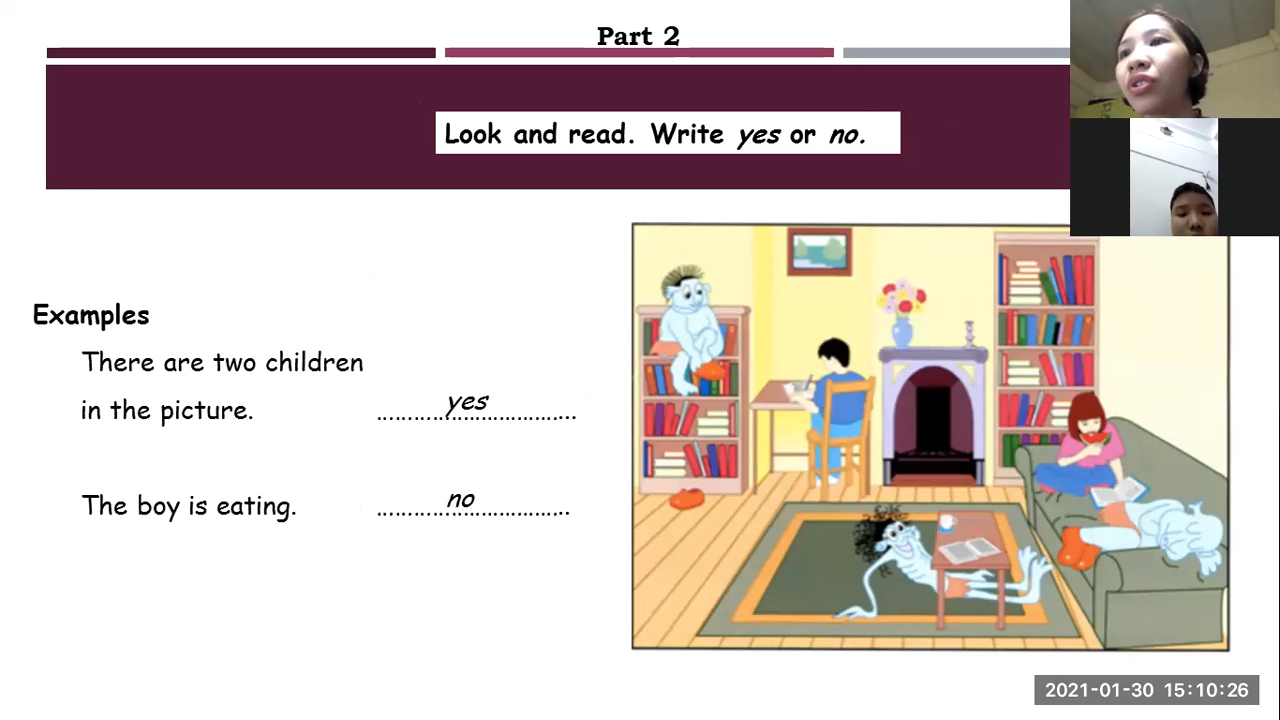 Part 2
Look and read. Write yes or no.
Examples
There are two children
in the picture. ..............yes..............
The boy is eating. ..............no..............
2021-01-30 15:10:26